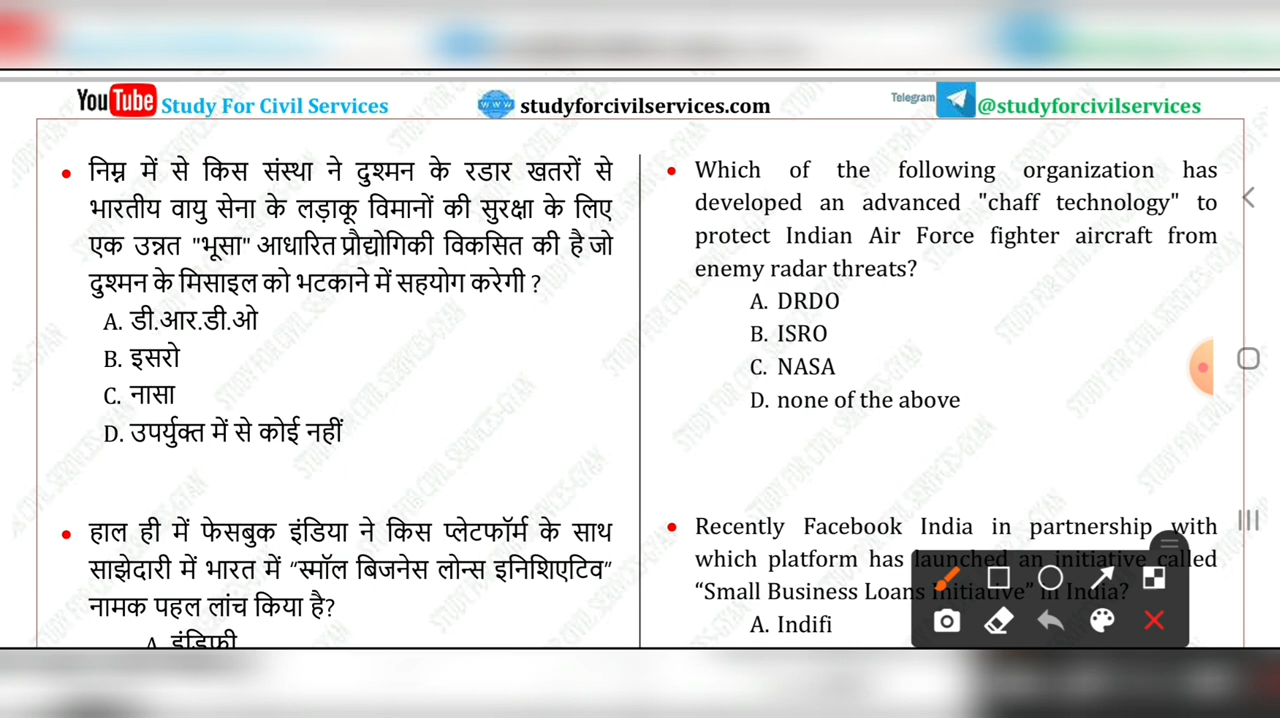 YouTube Study For Civil Services
www studyforcivilservices.com
Telegram @studyforcivilservices
निम्न में से किस संस्था ने दुश्मन के रडार खतरों से
भारतीय वायु सेना के लड़ाकू विमानों की सुरक्षा के लिए
एक उन्नत "भूसा" आधारित प्रौद्योगिकी विकसित की है जो
दुश्मन के मिसाइल को भटकाने में सहयोग करेगी ?
A. डी.आर.डी.ओ
B. इसरो
C. नासा
D. उपर्युक्त में से कोई नहीं
हाल ही में फेसबुक इंडिया ने किस प्लेटफॉर्म के साथ
साझेदारी में भारत में “स्मॉल बिजनेस लोन्स इनिशिएटिव”
नामक पहल लांच किया है?
A. इंडिफी
Which of the following organization has
developed an advanced "chaff technology" to
protect Indian Air Force fighter aircraft from
enemy radar threats?
A. DRDO
B. ISRO
C. NASA
D. none of the above
Recently Facebook India in partnership with
which platform has launched an initiative called
“Small Business Loans Initiative” in India?
A. Indifi